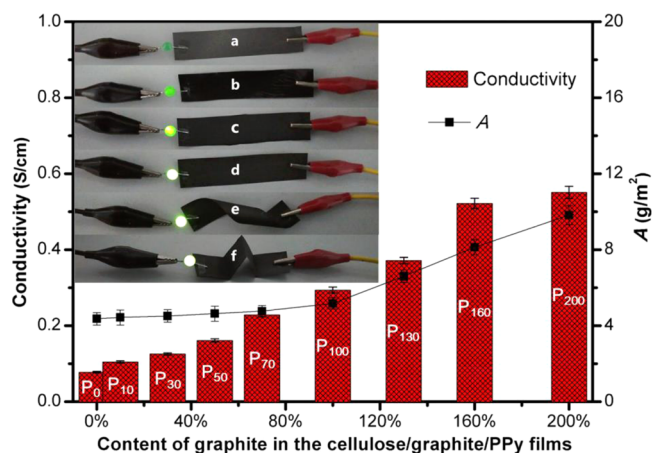 1.0
0.8
0.6
0.4
0.2
0.0
Conductivity (S/cm)
a
b
c
d
e
f
Conductivity
A
20
16
12
8
4
0
A (g/m²)
P₀
P₁₀
P₃₀
P₅₀
P₇₀
P₁₀₀
P₁₃₀
P₁₆₀
P₂₀₀
0% 40% 80% 120% 160% 200%
Content of graphite in the cellulose/graphite/PPy films